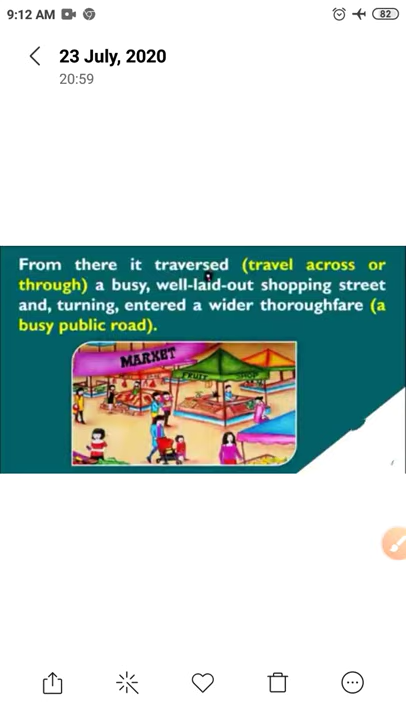 9:12 AM
82
23 July, 2020
20:59
From there it traversed (travel across or
through) a busy, well-laid-out shopping street
and, turning, entered a wider thoroughfare (a
busy public road).
MARKET
FRUIT SHOP